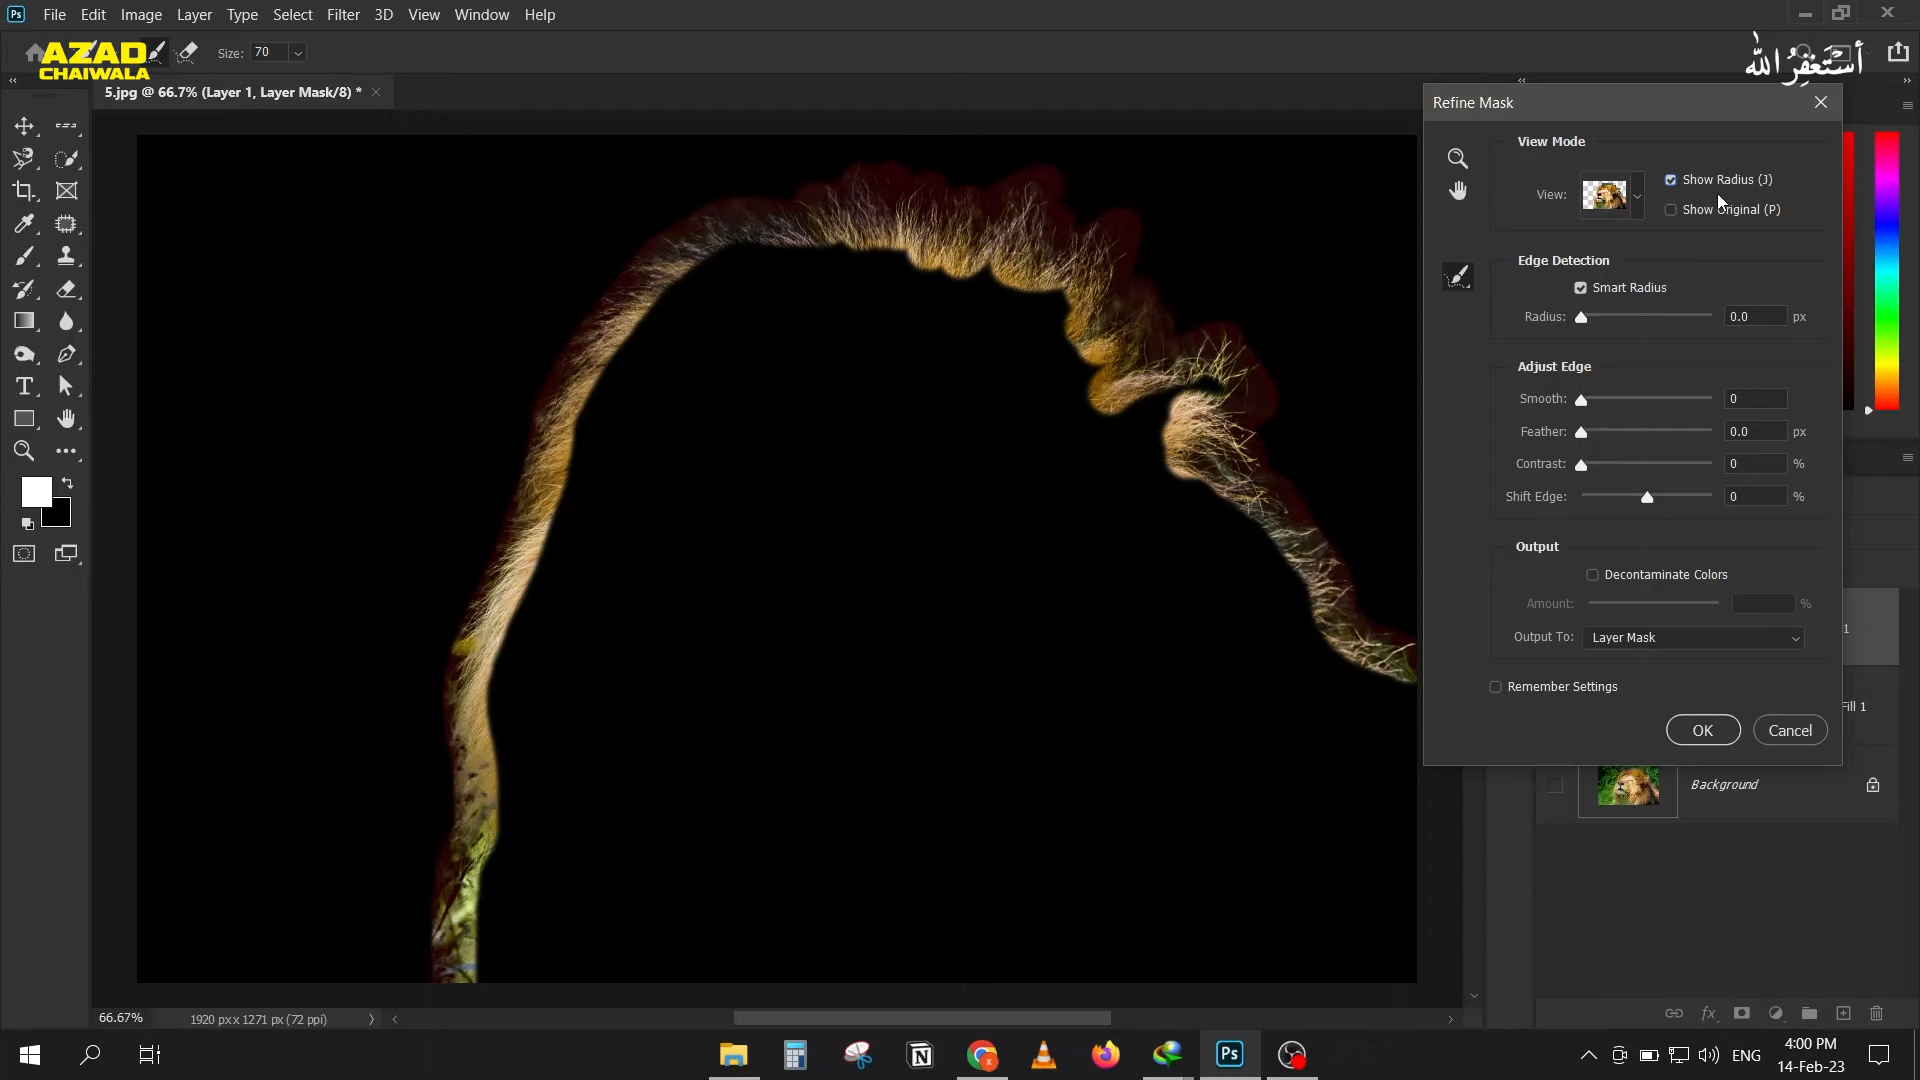 Ps File Edit Image Layer Type Select Filter 3D View Window Help
AZAD
CHAIWALA
Size: 70
أستغفر الله
5.jpg @ 66.7% (Layer 1, Layer Mask/8) *
Refine Mask
View Mode
View:
Show Radius (J)
Show Original (P)
Edge Detection
Smart Radius
Radius: 0.0 px
Adjust Edge
Smooth: 0
Feather: 0.0 px
Contrast: 0 %
Shift Edge: 0 %
Output
Decontaminate Colors
Amount: %
Output To: Layer Mask
1
Remember Settings
Fill 1
OK Cancel
Background
fx
66.67% 1920 px x 1271 px (72 ppi)
N
Ps
ENG
4:00 PM
14-Feb-23